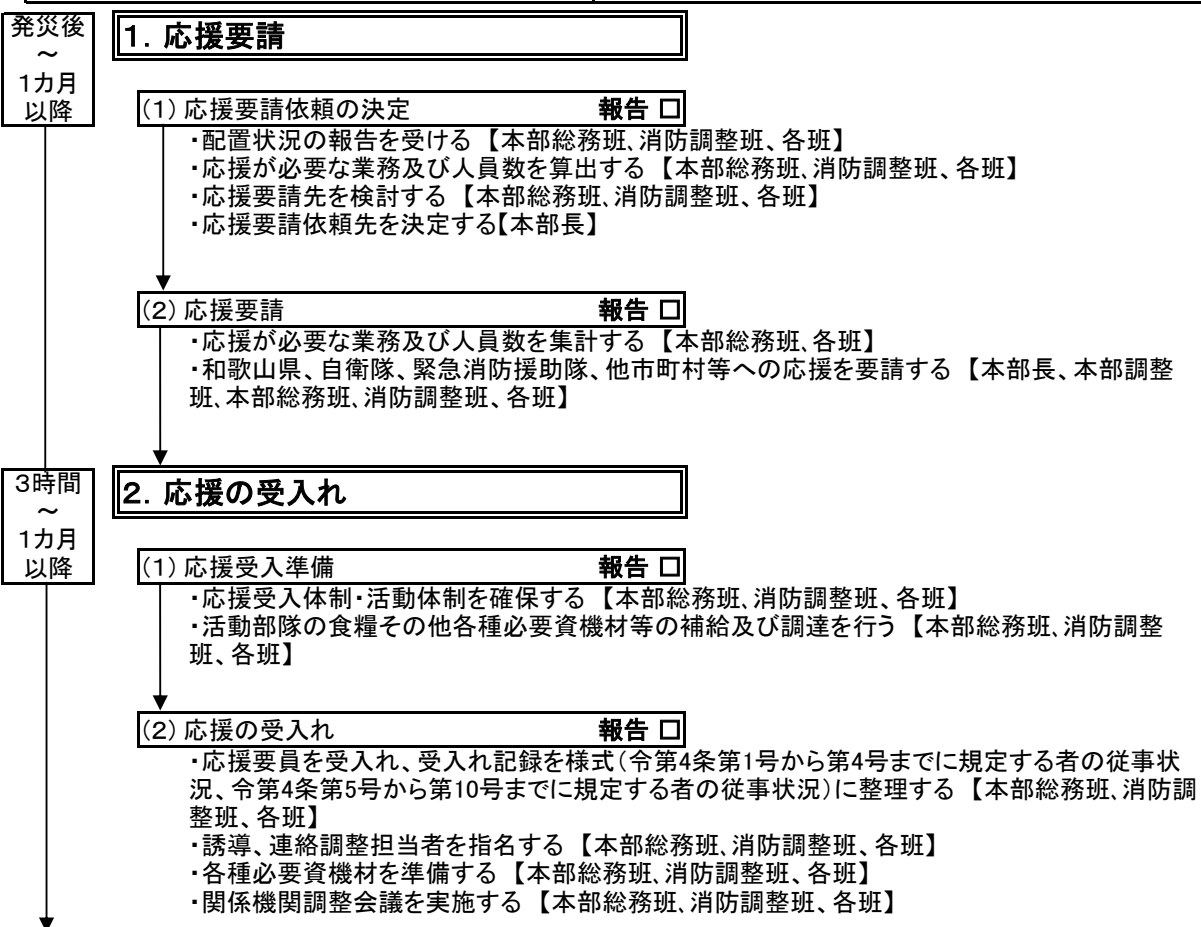 発災後
～
1カ月
以降
1．応援要請
(1) 応援要請依頼の決定 報告 □
・配置状況の報告を受ける 【本部総務班、消防調整班、各班】
・応援が必要な業務及び人員数を算出する 【本部総務班、消防調整班、各班】
・応援要請先を検討する 【本部総務班、消防調整班、各班】
・応援要請依頼先を決定する【本部長】
(2) 応援要請 報告 □
・応援が必要な業務及び人員数を集計する 【本部総務班、各班】
・和歌山県、自衛隊、緊急消防援助隊、他市町村等への応援を要請する 【本部長、本部調整
班、本部総務班、消防調整班、各班】
3時間
～
1カ月
以降
2．応援の受入れ
(1) 応援受入準備 報告 □
・応援受入体制・活動体制を確保する 【本部総務班、消防調整班、各班】
・活動部隊の食糧その他各種必要資機材等の補給及び調達を行う 【本部総務班、消防調整
班、各班】
(2) 応援の受入れ 報告 □
・応援要員を受入れ、受入れ記録を様式（令第4条第1号から第4号までに規定する者の従事状
況、令第4条第5号から第10号までに規定する者の従事状況）に整理する 【本部総務班、消防調
整班、各班】
・誘導、連絡調整担当者を指名する 【本部総務班、消防調整班、各班】
・各種必要資機材を準備する 【本部総務班、消防調整班、各班】
・関係機関調整会議を実施する 【本部総務班、消防調整班、各班】